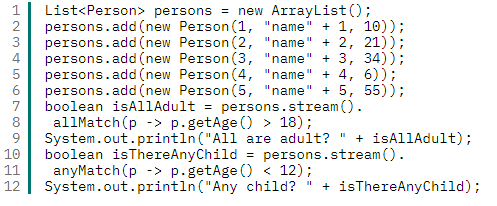 1 List<Person> persons = new ArrayList();
2 persons.add(new Person(1, "name" + 1, 10));
3 persons.add(new Person(2, "name" + 2, 21));
4 persons.add(new Person(3, "name" + 3, 34));
5 persons.add(new Person(4, "name" + 4, 6));
6 persons.add(new Person(5, "name" + 5, 55));
7 boolean isAllAdult = persons.stream().
8  allMatch(p -> p.getAge() > 18);
9 System.out.println("All are adult? " + isAllAdult);
10 boolean isThereAnyChild = persons.stream().
11  anyMatch(p -> p.getAge() < 12);
12 System.out.println("Any child? " + isThereAnyChild);